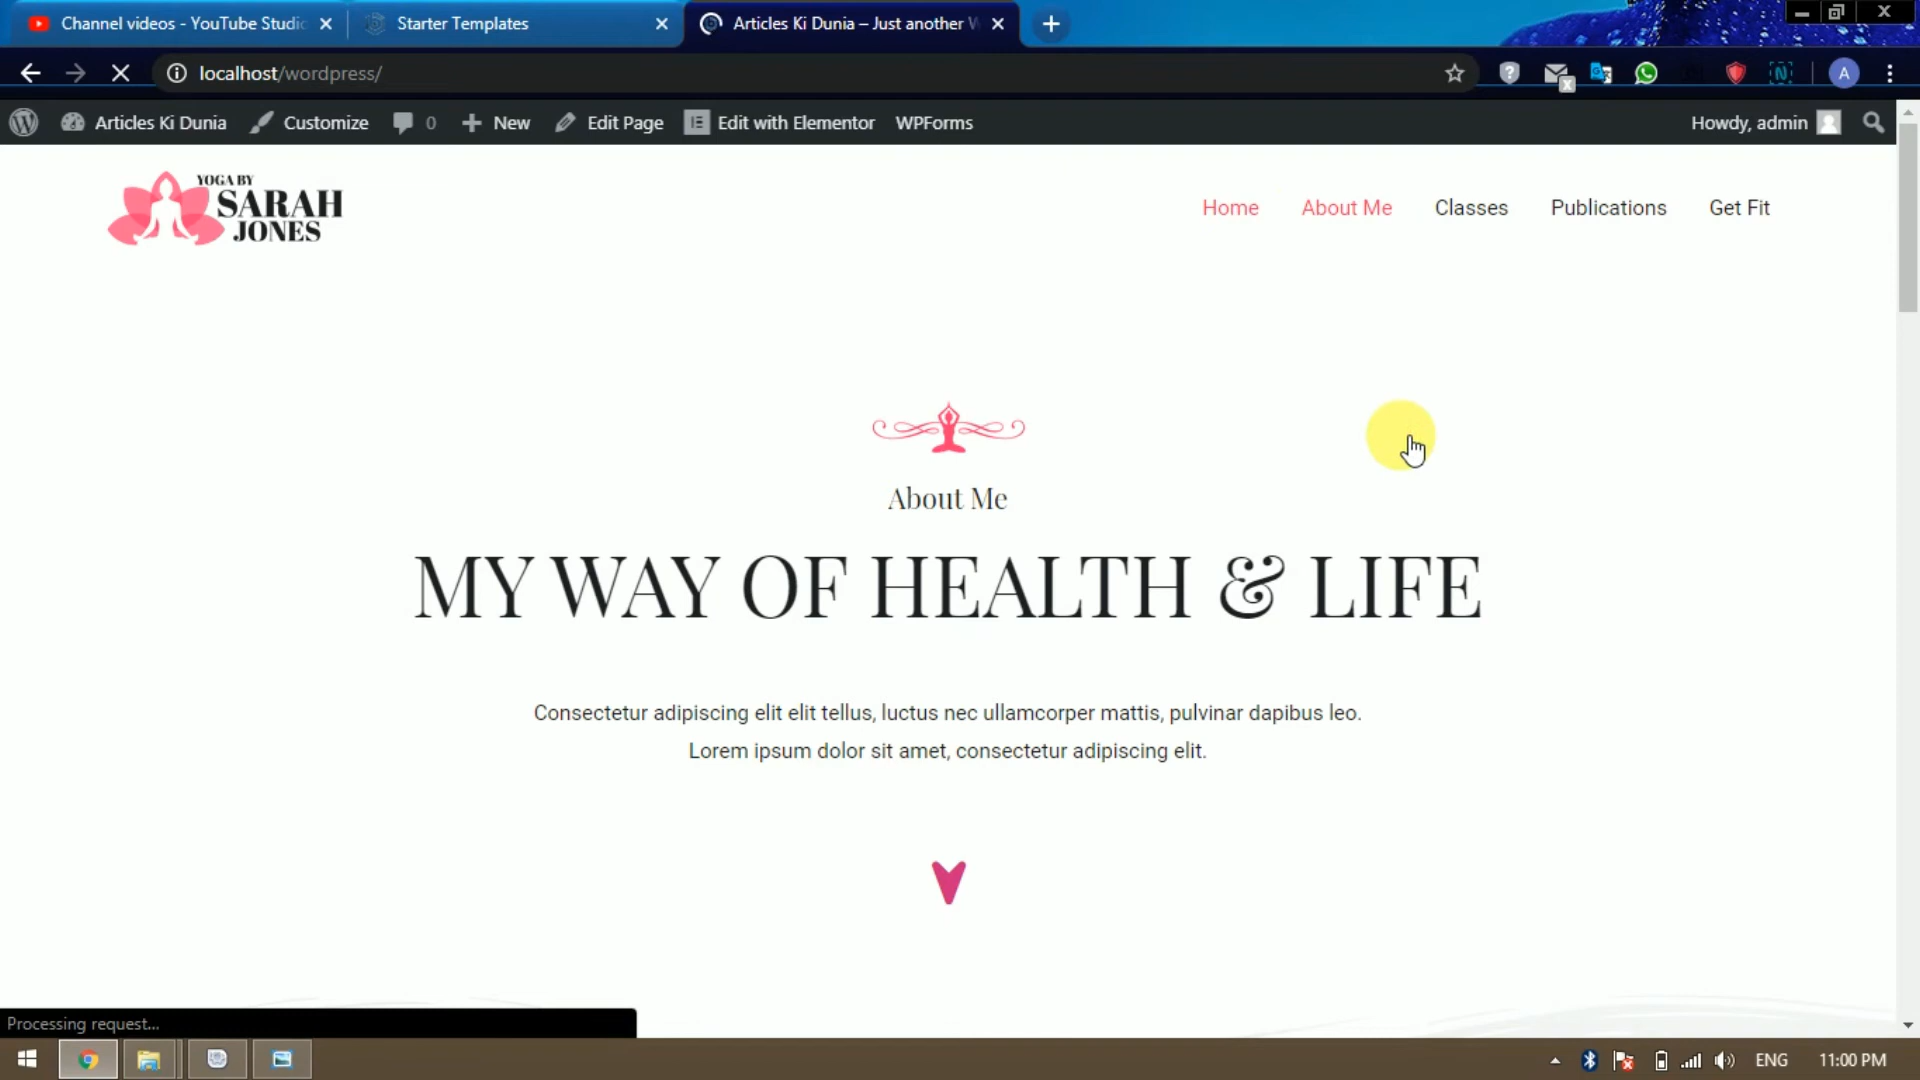 Channel videos - YouTube Studio
Starter Templates
Articles Ki Dunia – Just another W
localhost/wordpress/
A
Articles Ki Dunia
Customize
0
New
Edit Page
Edit with Elementor
WPForms
Howdy, admin
YOGA BY
SARAH
JONES
Home
About Me
Classes
Publications
Get Fit
About Me
MY WAY OF HEALTH & LIFE
Consectetur adipiscing elit elit tellus, luctus nec ullamcorper mattis, pulvinar dapibus leo.
Lorem ipsum dolor sit amet, consectetur adipiscing elit.
Processing request...
ENG
11:00 PM